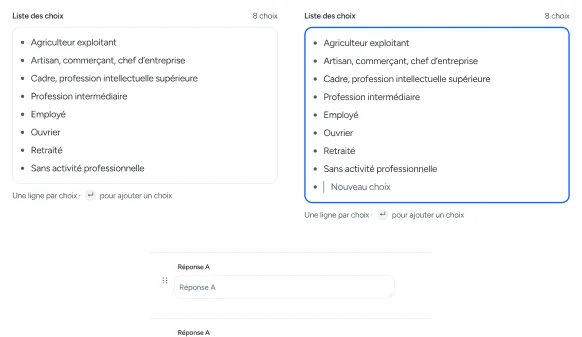 Liste des choix
8 choix
Agriculteur exploitant
Artisan, commerçant, chef d'entreprise
Cadre, profession intellectuelle supérieure
Profession intermédiaire
Employé
Ouvrier
Retraité
Sans activité professionnelle
Une ligne par choix · ↵ pour ajouter un choix
Liste des choix
8 choix
Agriculteur exploitant
Artisan, commerçant, chef d'entreprise
Cadre, profession intellectuelle supérieure
Profession intermédiaire
Employé
Ouvrier
Retraité
Sans activité professionnelle
Nouveau choix
Une ligne par choix · ↵ pour ajouter un choix
Réponse A
Réponse A
Réponse A